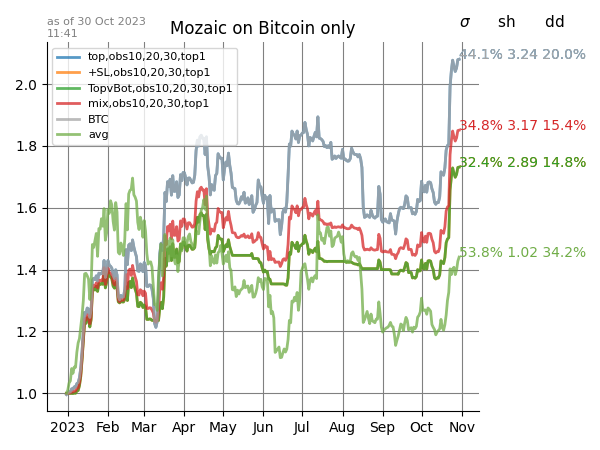 as of 30 Oct 2023
11:41
Mozaic on Bitcoin only
σ sh dd
top,obs10,20,30,top1
+SL,obs10,20,30,top1
TopvBot,obs10,20,30,top1
mix,obs10,20,30,top1
BTC
avg
44.1% 3.24 20.0%
34.8% 3.17 15.4%
32.4% 2.89 14.8%
53.8% 1.02 34.2%
2.0
1.8
1.6
1.4
1.2
1.0
2023 Feb Mar Apr May Jun Jul Aug Sep Oct Nov